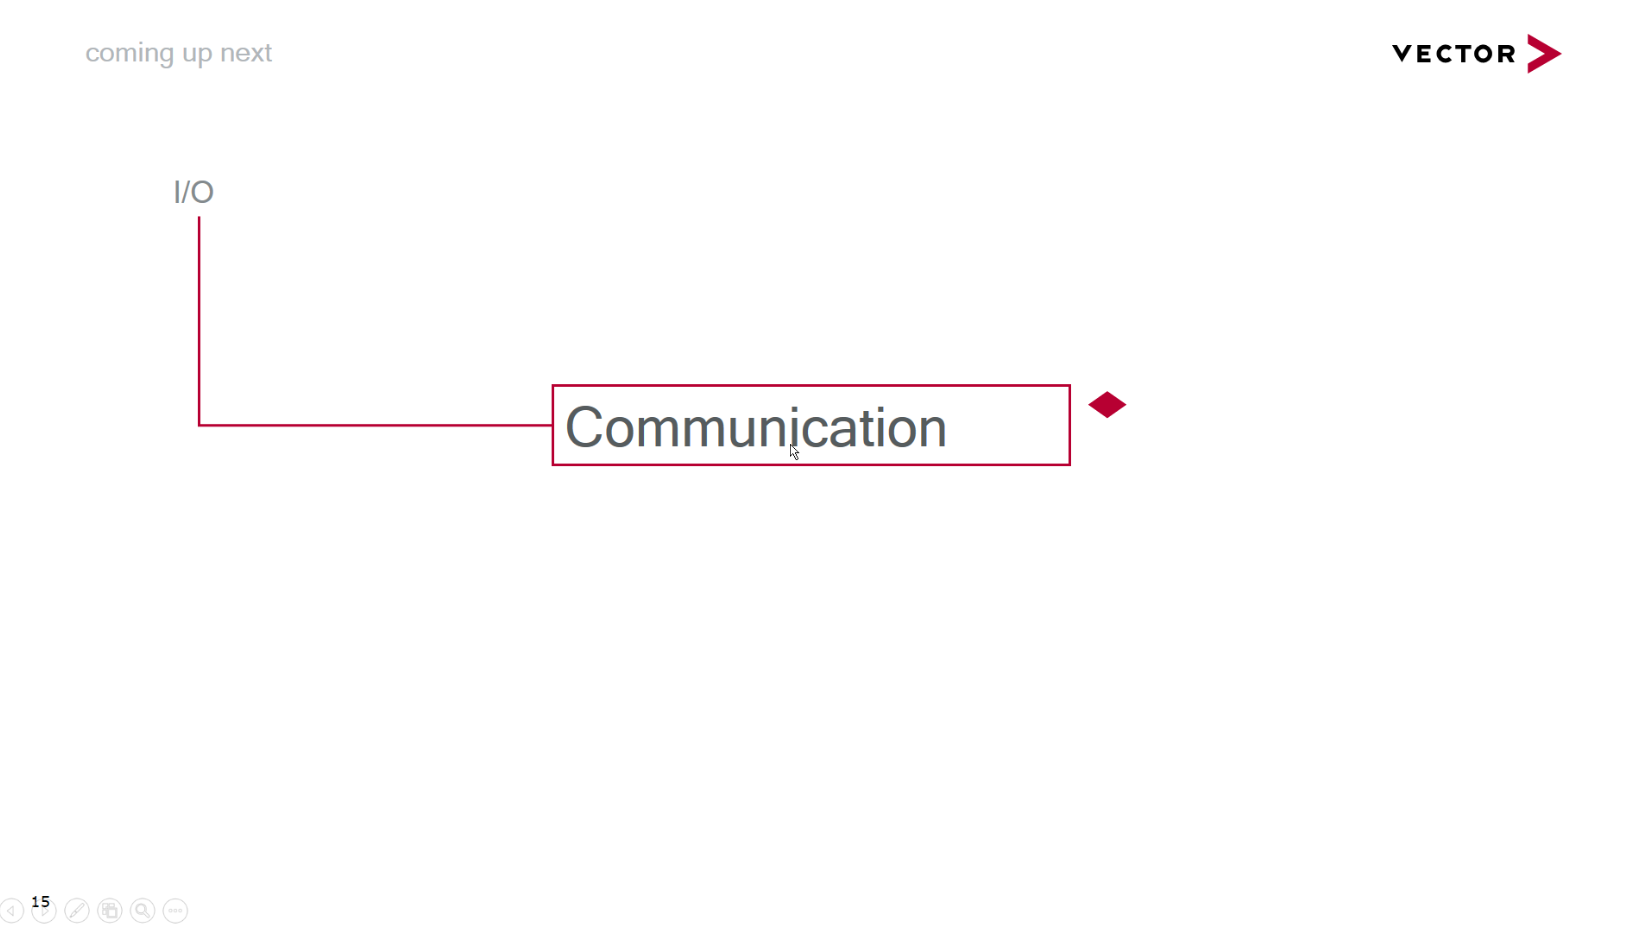 coming up next
VECTOR
I/O
Communication
15